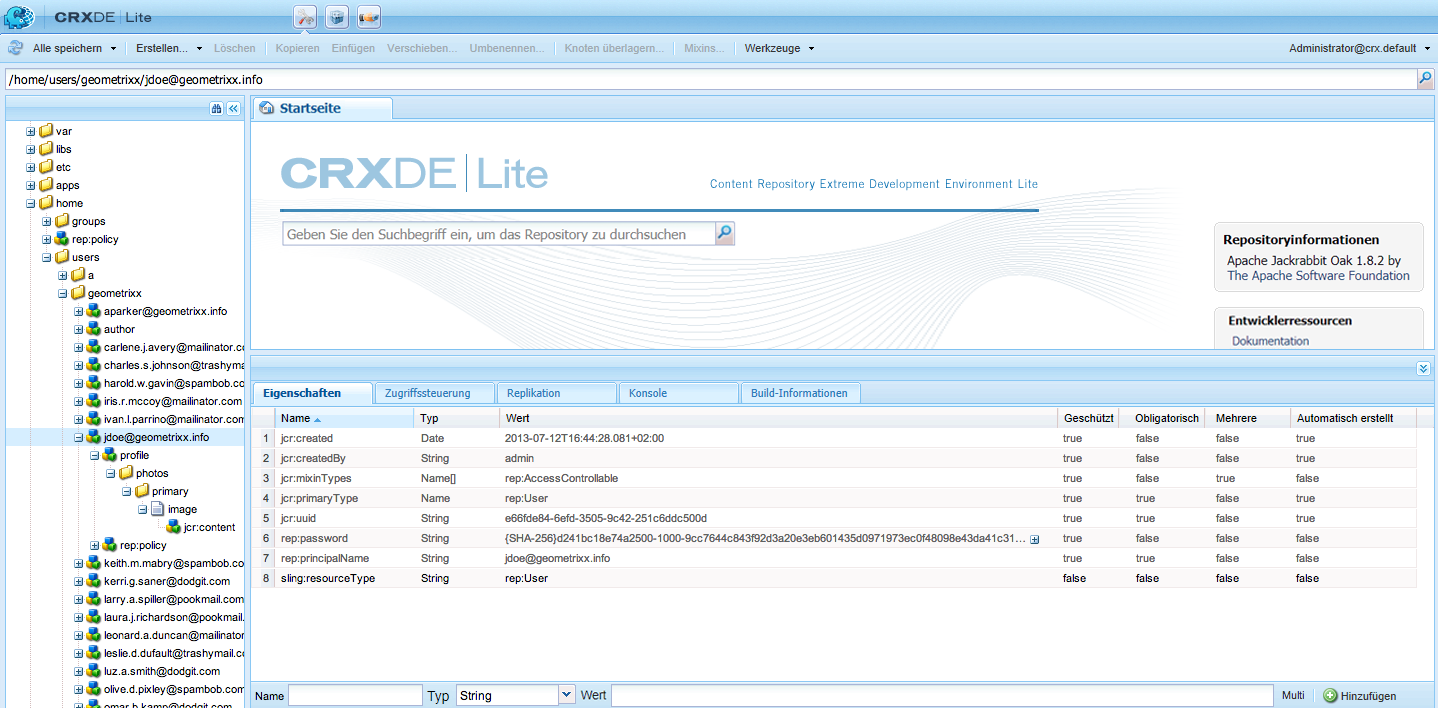 CRXDE | Lite
Alle speichern Erstellen... Löschen Kopieren Einfügen Verschieben... Umbenennen... Knoten überlagern... Mixins... Werkzeuge Administrator@crx.default
/home/users/geometrixx/jdoe@geometrixx.info
var
libs
etc
apps
home
groups
rep:policy
users
a
geometrixx
aparker@geometrixx.info
author
carlene.j.avery@mailinator.co
charles.s.johnson@trashyma
harold.w.gavin@spambob.co
iris.r.mccoy@mailinator.com
ivan.l.parrino@mailinator.com
jdoe@geometrixx.info
profile
photos
primary
image
jcr:content
rep:policy
keith.m.mabry@spambob.co
kerri.g.saner@dodgit.com
larry.a.spiller@pookmail.com
laura.j.richardson@pookmail.
leonard.a.duncan@mailinator
leslie.d.dufault@trashymail.co
luz.a.smith@dodgit.com
olive.d.pixley@spambob.com
omar.b.kamp@dodgit.com
Startseite
CRXDE | Lite
Content Repository Extreme Development Environment Lite
Geben Sie den Suchbegriff ein, um das Repository zu durchsuchen
Repositoryinformationen
Apache Jackrabbit Oak 1.8.2 by
The Apache Software Foundation
Entwicklerressourcen
Dokumentation
Eigenschaften Zugriffssteuerung Replikation Konsole Build-Informationen
Name Typ Wert Geschützt Obligatorisch Mehrere Automatisch erstellt
1 jcr:created Date 2013-07-12T16:44:28.081+02:00 true false false true
2 jcr:createdBy String admin true false false true
3 jcr:mixinTypes Name[] rep:AccessControllable true false true false
4 jcr:primaryType Name rep:User true true false true
5 jcr:uuid String e66fde84-6efd-3505-9c42-251c6ddc500d true true false true
6 rep:password String {SHA-256}d241bc18e74a2500-1000-9cc7644c843f92d3a20e3eb601435d0971973ec0f48098e43da41c31... true false false false
7 rep:principalName String jdoe@geometrixx.info true true false false
8 sling:resourceType String rep:User false false false false
Name Typ String Wert Multi Hinzufügen